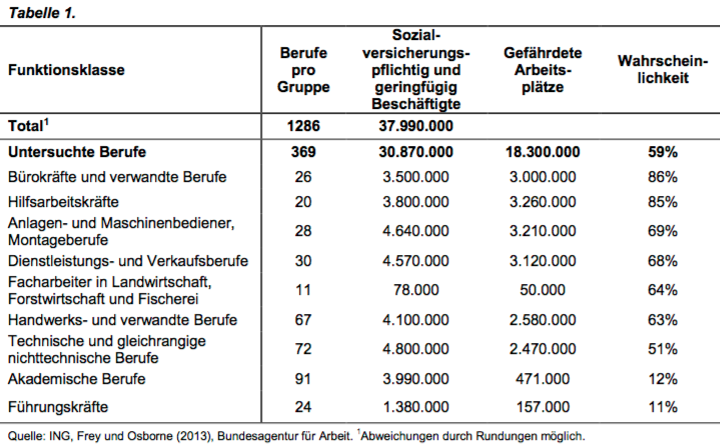 Tabelle 1.
Funktionsklasse Berufe pro Gruppe Sozial-versicherungs-pflichtig und geringfügig Beschäftigte Gefährdete Arbeits-plätze Wahrschein-lichkeit
Total¹ 1286 37.990.000
Untersuchte Berufe 369 30.870.000 18.300.000 59%
Bürokräfte und verwandte Berufe 26 3.500.000 3.000.000 86%
Hilfsarbeitskräfte 20 3.800.000 3.260.000 85%
Anlagen- und Maschinenbediener,
Montageberufe 28 4.640.000 3.210.000 69%
Dienstleistungs- und Verkaufsberufe 30 4.570.000 3.120.000 68%
Facharbeiter in Landwirtschaft,
Forstwirtschaft und Fischerei 11 78.000 50.000 64%
Handwerks- und verwandte Berufe 67 4.100.000 2.580.000 63%
Technische und gleichrangige
nichttechnische Berufe 72 4.800.000 2.470.000 51%
Akademische Berufe 91 3.990.000 471.000 12%
Führungskräfte 24 1.380.000 157.000 11%
Quelle: ING, Frey und Osborne (2013), Bundesagentur für Arbeit. ¹Abweichungen durch Rundungen möglich.